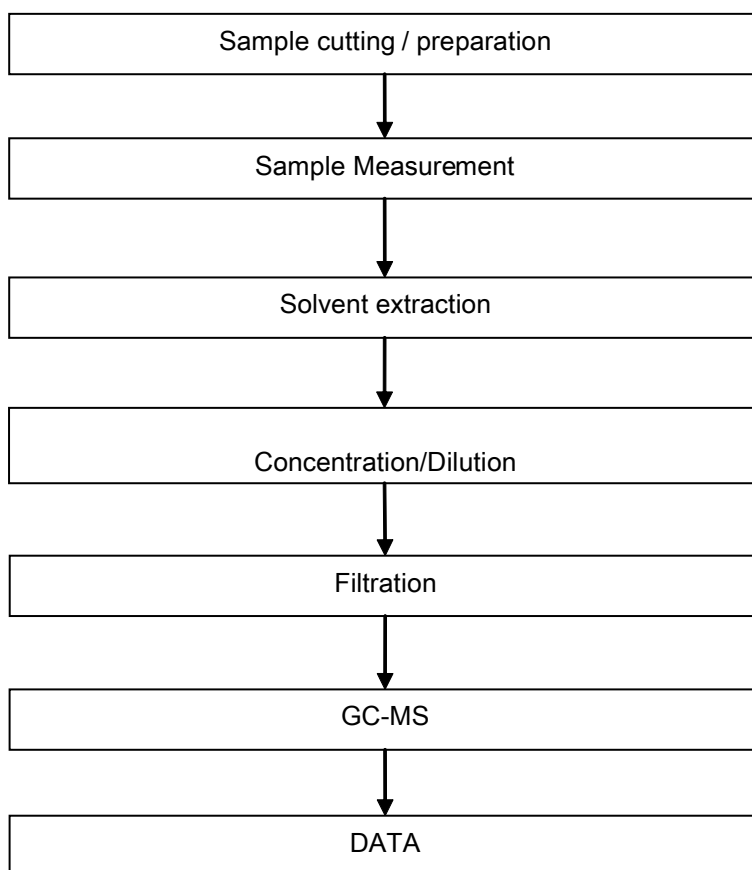 Sample cutting / preparation
Sample Measurement
Solvent extraction
Concentration/Dilution
Filtration
GC-MS
DATA